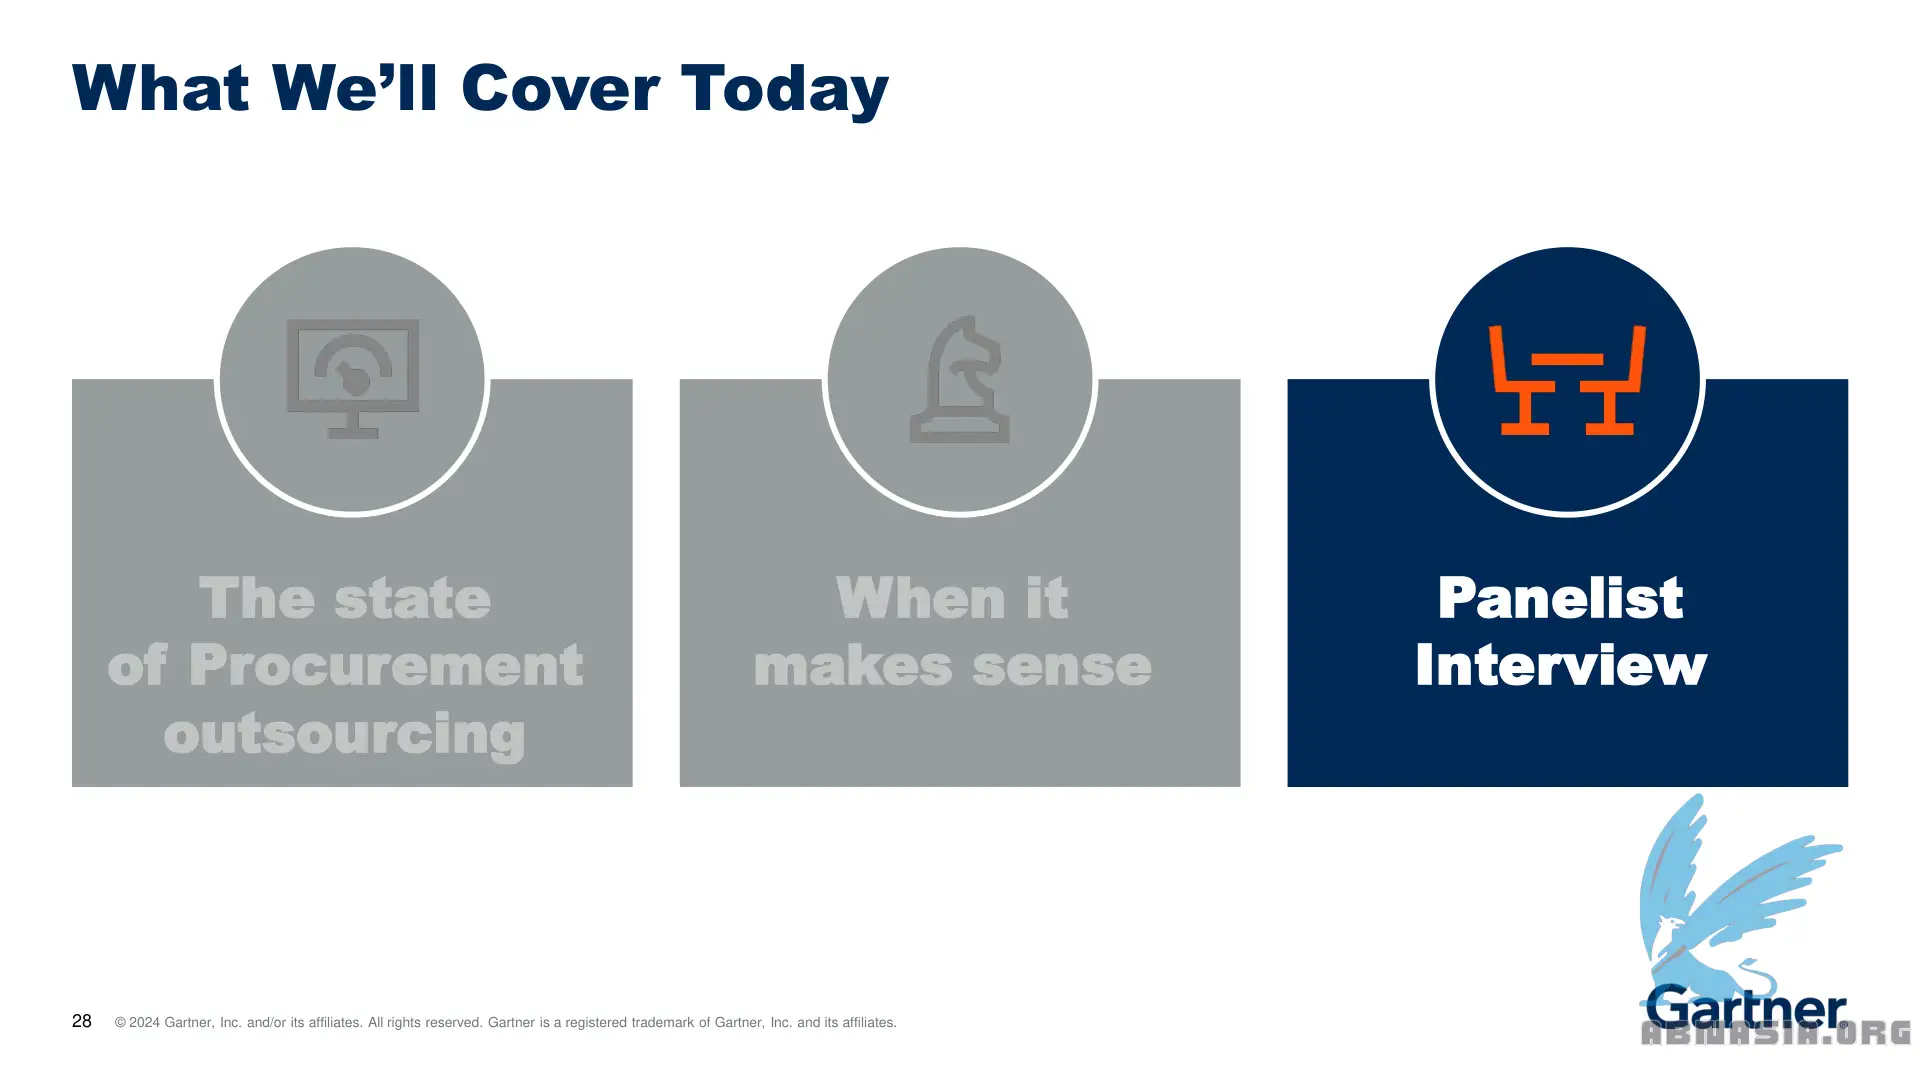 What We’ll Cover Today
The state
of Procurement
outsourcing
When it
makes sense
Panelist
Interview
28 © 2024 Gartner, Inc. and/or its affiliates. All rights reserved. Gartner is a registered trademark of Gartner, Inc. and its affiliates.
Gartner®
ABNASIA.ORG